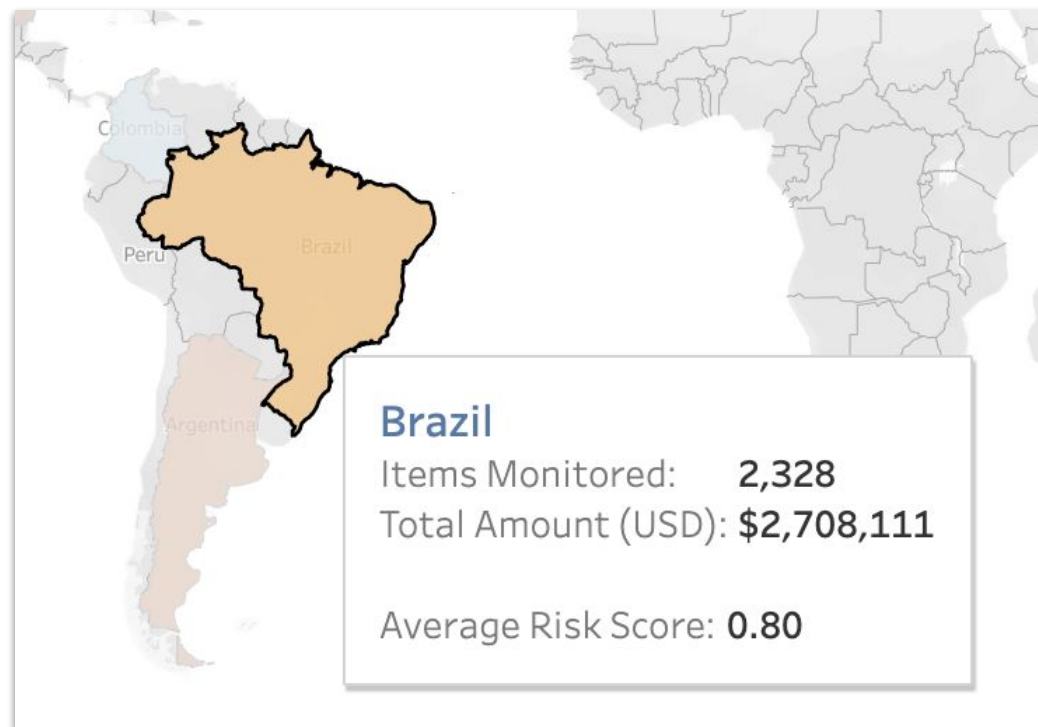 Colombia
Brazil
Peru
Argentina
Brazil
Items Monitored: 2,328
Total Amount (USD): $2,708,111
Average Risk Score: 0.80